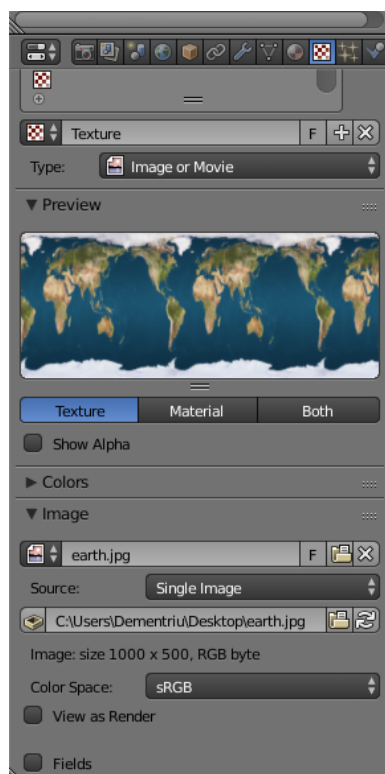 Texture F
Type: Image or Movie
Preview
Texture Material Both
Show Alpha
Colors
Image
earth.jpg F
Source: Single Image
C:\Users\Dementriu\Desktop\earth.jpg
Image: size 1000 x 500, RGB byte
Color Space: sRGB
View as Render
Fields